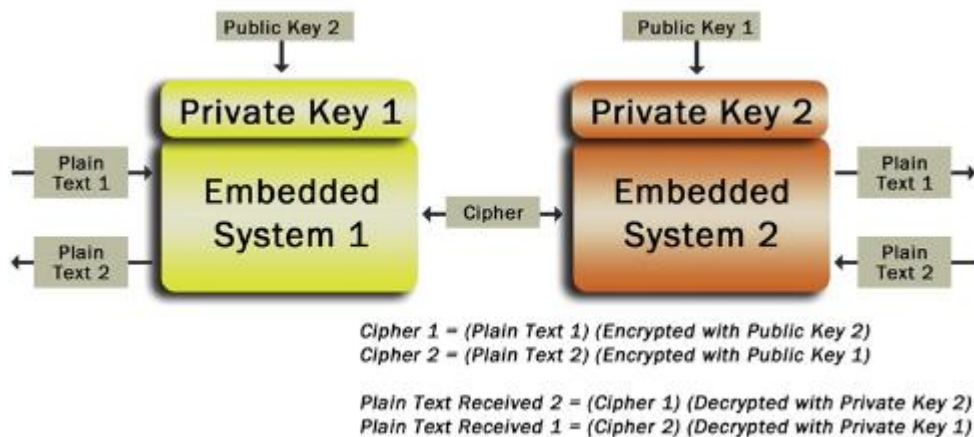 Public Key 2
Public Key 1
Private Key 1
Private Key 2
Plain
Text 1
Embedded
System 1
Plain
Text 2
Cipher
Embedded
System 2
Plain
Text 1
Plain
Text 2
Cipher 1 = (Plain Text 1) (Encrypted with Public Key 2)
Cipher 2 = (Plain Text 2) (Encrypted with Public Key 1)
Plain Text Received 2 = (Cipher 1) (Decrypted with Private Key 2)
Plain Text Received 1 = (Cipher 2) (Decrypted with Private Key 1)